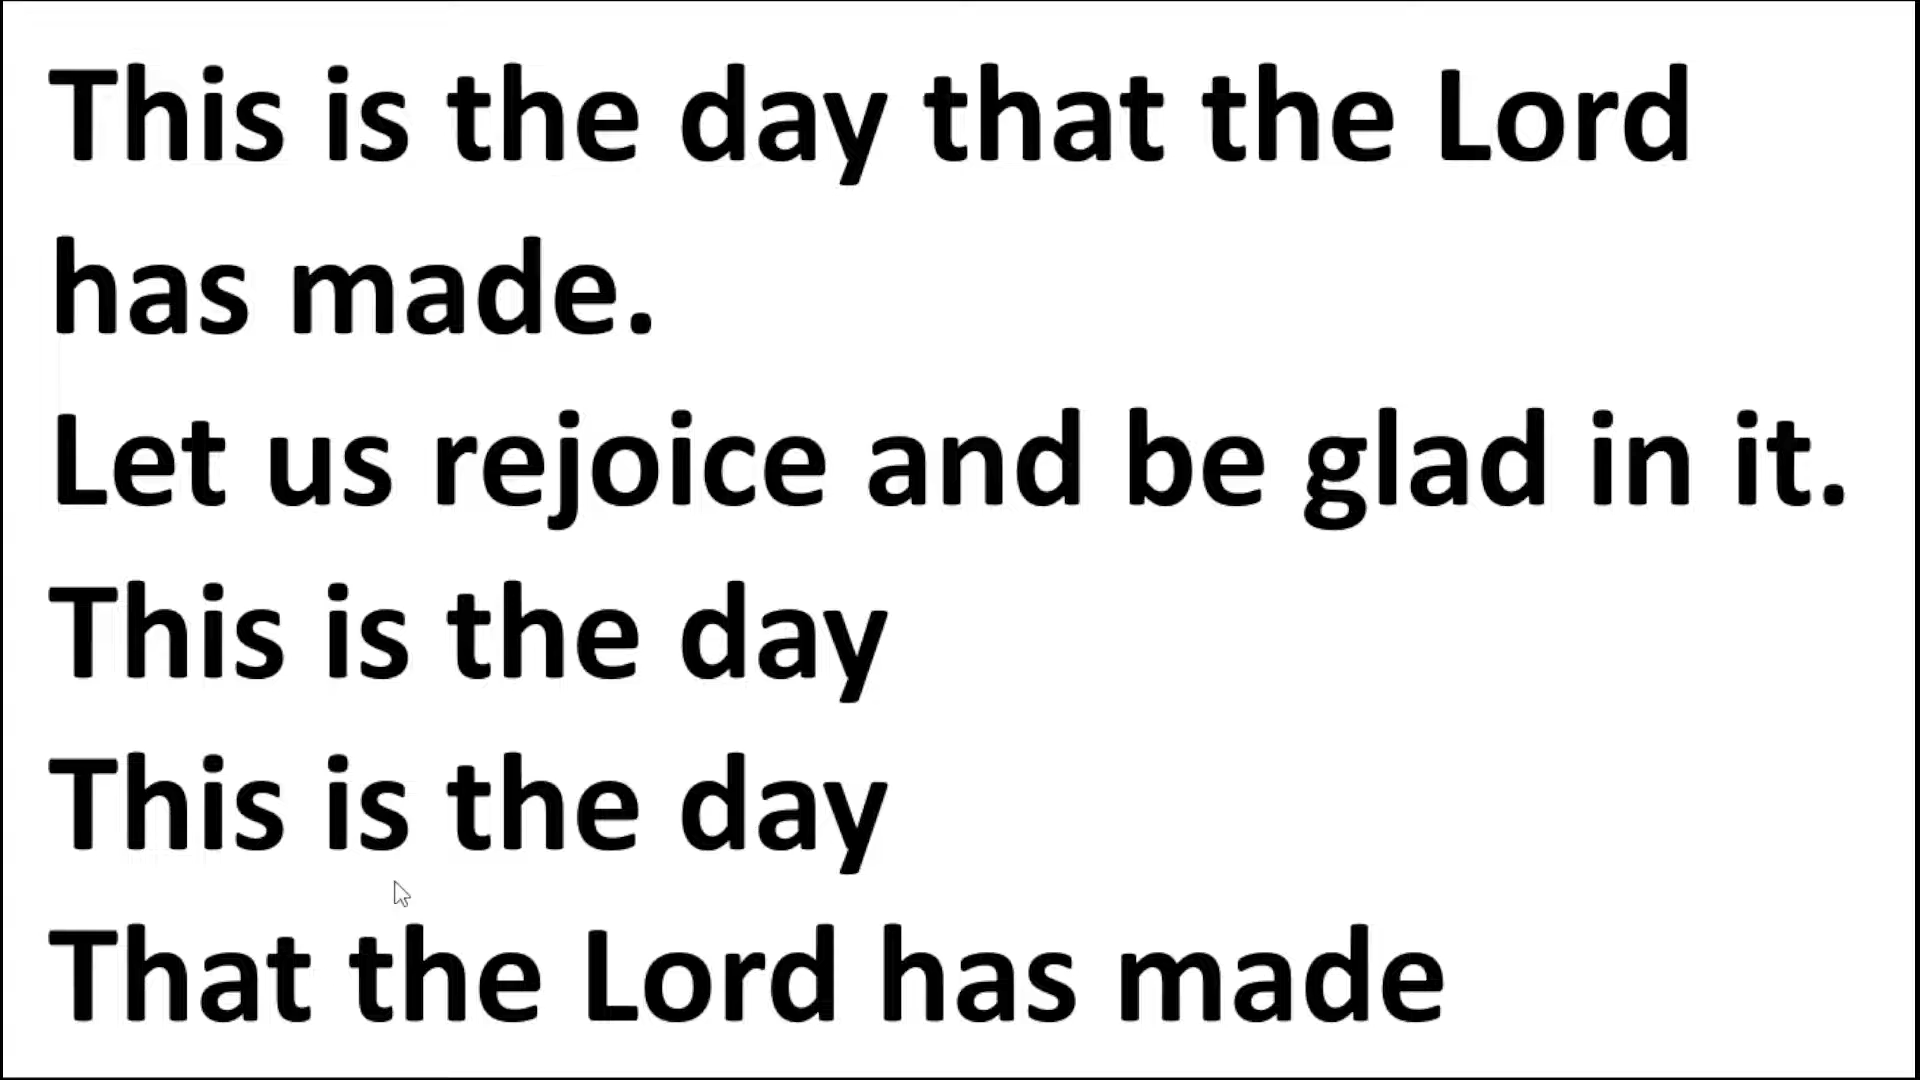 This is the day that the Lord
has made.
Let us rejoice and be glad in it.
This is the day
This is the day
That the Lord has made